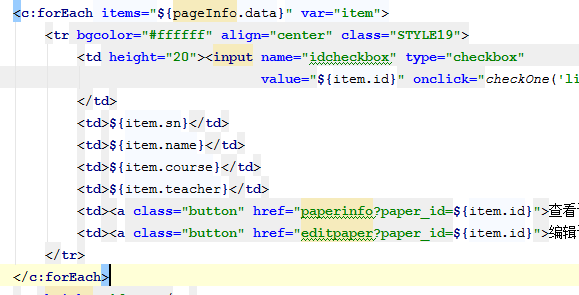 <c:forEach items="${pageInfo.data}" var="item">
<tr bgcolor="#ffffff" align="center" class="STYLE19">
<td height="20"><input name="idcheckbox" type="checkbox"
value="${item.id}" onclick="checkOne('li
</td>
<td>${item.sn}</td>
<td>${item.name}</td>
<td>${item.course}</td>
<td>${item.teacher}</td>
<td><a class="button" href="paperinfo?paper_id=${item.id}">查看
<td><a class="button" href="editpaper?paper_id=${item.id}">编辑
</tr>
</c:forEach>